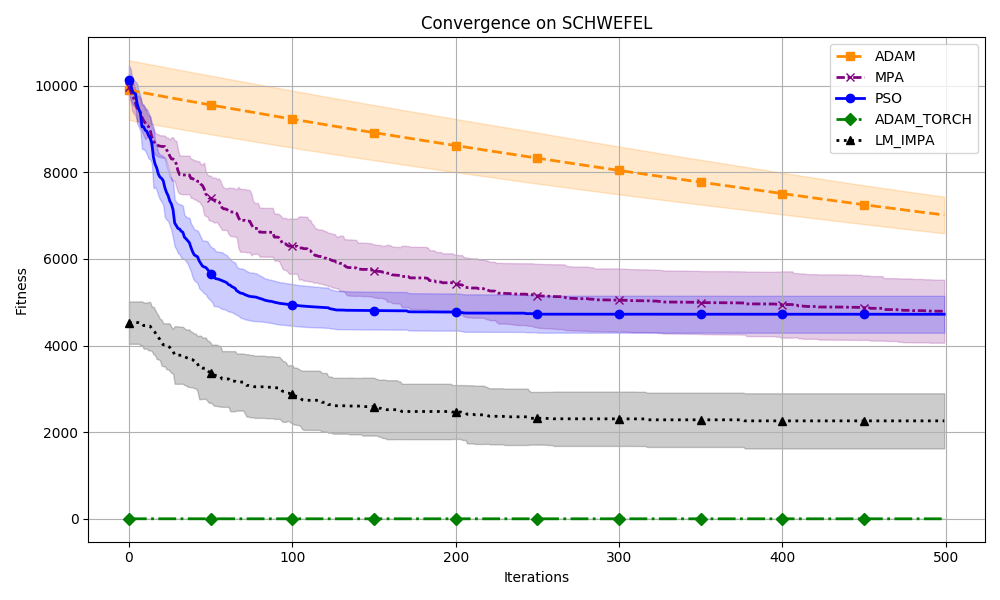 Convergence on SCHWEFEL
Fitness
10000
8000
6000
4000
2000
0
0 100 200 300 400 500
Iterations
ADAM
MPA
PSO
ADAM_TORCH
LM_IMPA